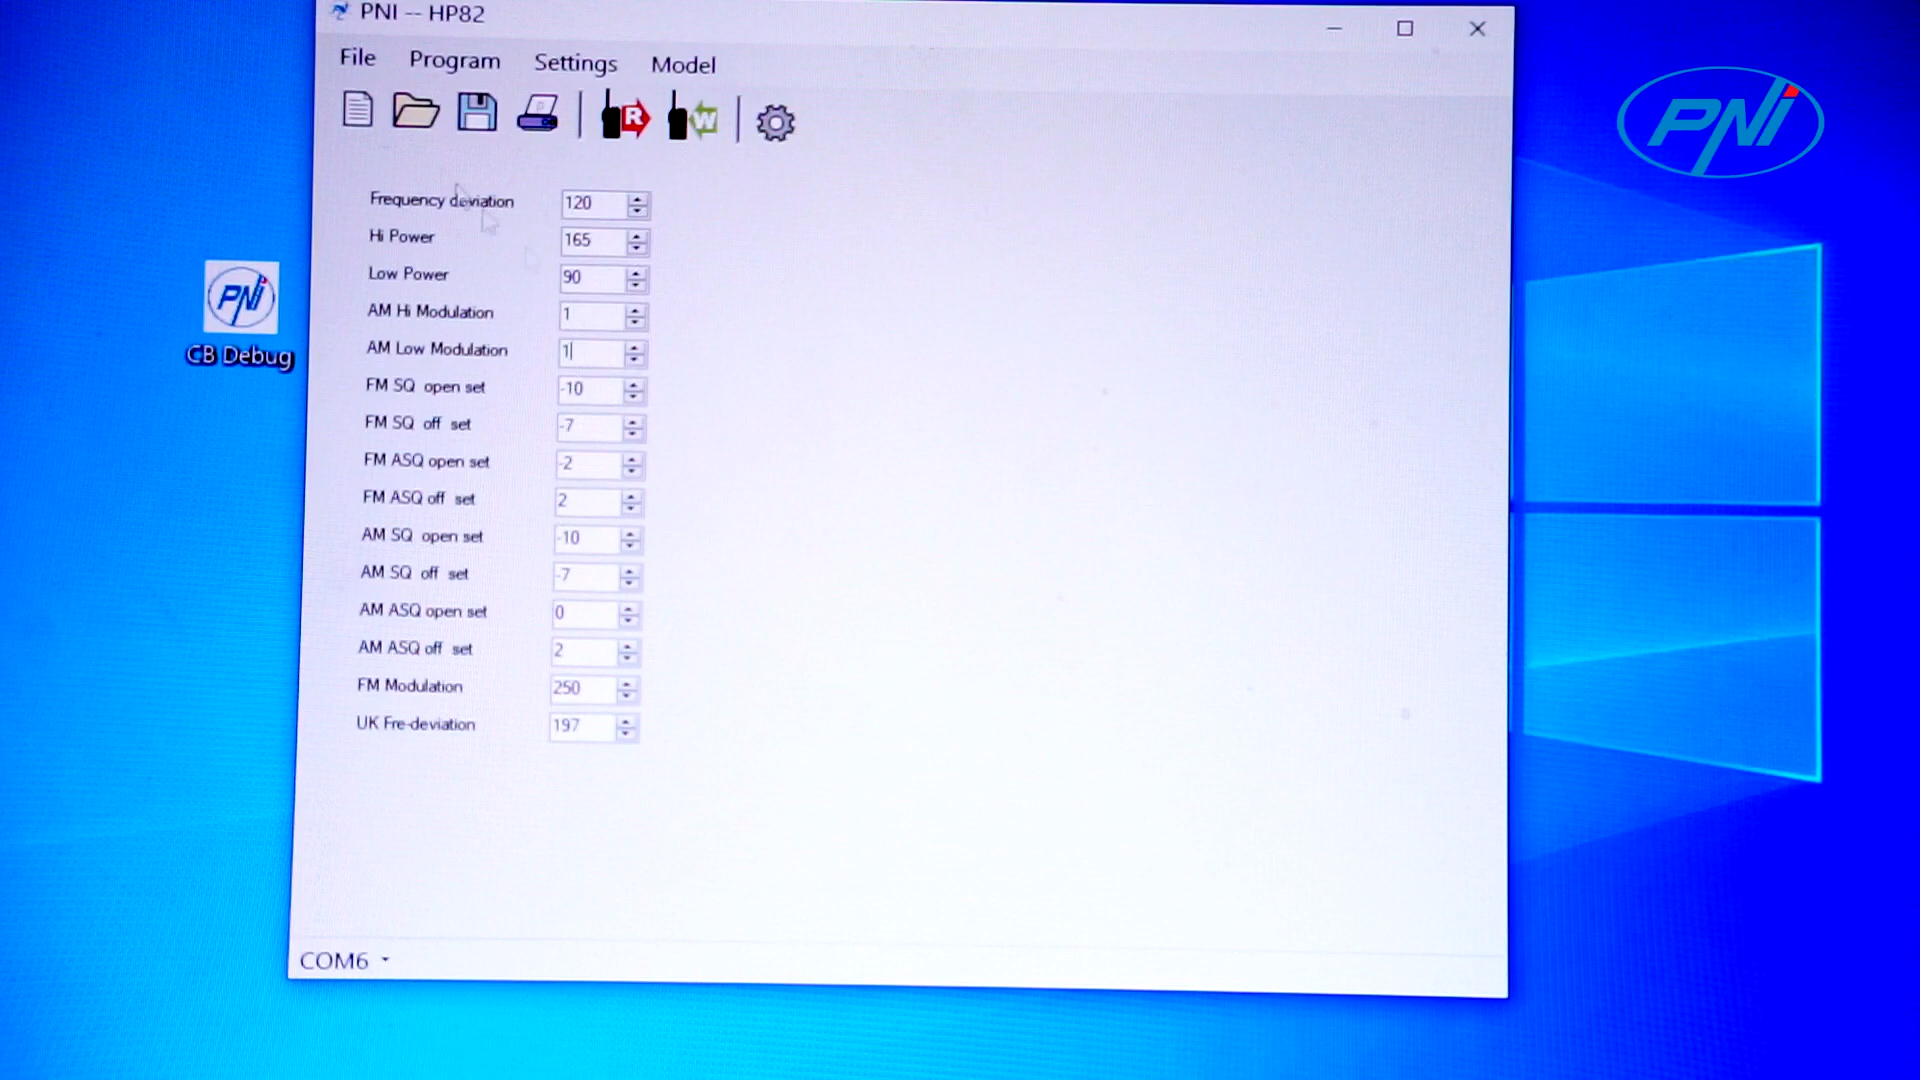 PNI -- HP82
File Program Settings Model
R W
PNI
Frequency deviation 120
Hi Power 165
Low Power 90
AM Hi Modulation 1
AM Low Modulation 1
FM SQ open set -10
FM SQ off set -7
FM ASQ open set -2
FM ASQ off set 2
AM SQ open set -10
AM SQ off set -7
AM ASQ open set 0
AM ASQ off set 2
FM Modulation 250
UK Fre-deviation 197
PNI
CB Debug
COM6